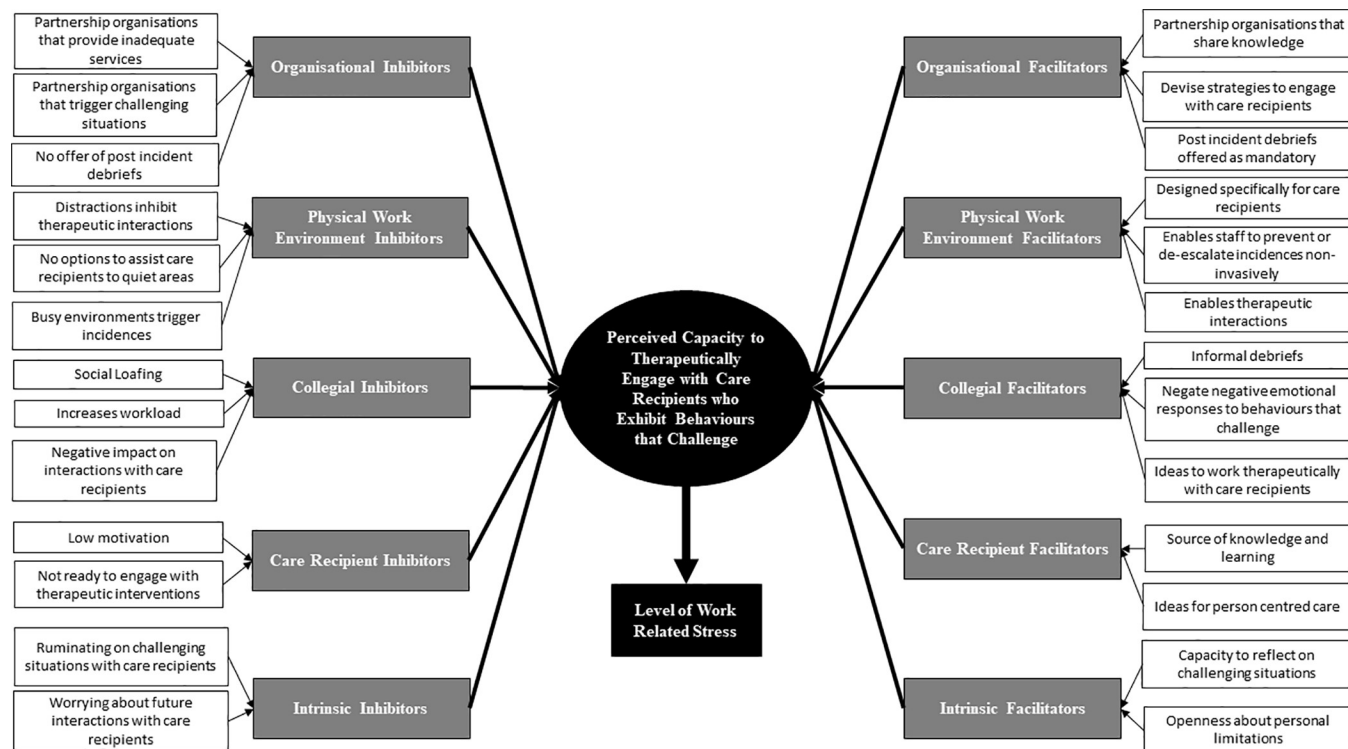 Partnership organisations
that provide inadequate
services
Partnership organisations
that trigger challenging
situations
No offer of post incident
debriefs
Organisational Inhibitors
Distractions inhibit
therapeutic interactions
No options to assist care
recipients to quiet areas
Busy environments trigger
incidences
Physical Work
Environment Inhibitors
Social Loafing
Increases workload
Negative impact on
interactions with care
recipients
Collegial Inhibitors
Low motivation
Not ready to engage with
therapeutic interventions
Care Recipient Inhibitors
Ruminating on challenging
situations with care recipients
Worrying about future
interactions with care
recipients
Intrinsic Inhibitors
Perceived Capacity to
Therapeutically
Engage with Care
Recipients who
Exhibit Behaviours
that Challenge
Level of Work
Related Stress
Organisational Facilitators
Partnership organisations that
share knowledge
Devise strategies to engage
with care recipients
Post incident debriefs
offered as mandatory
Physical Work
Environment Facilitators
Designed specifically for care
recipients
Enables staff to prevent or
de-escalate incidences non-
invasively
Enables therapeutic
interactions
Collegial Facilitators
Informal debriefs
Negate negative emotional
responses to behaviours that
challenge
Ideas to work therapeutically
with care recipients
Care Recipient Facilitators
Source of knowledge and
learning
Ideas for person centred care
Intrinsic Facilitators
Capacity to reflect on
challenging situations
Openness about personal
limitations